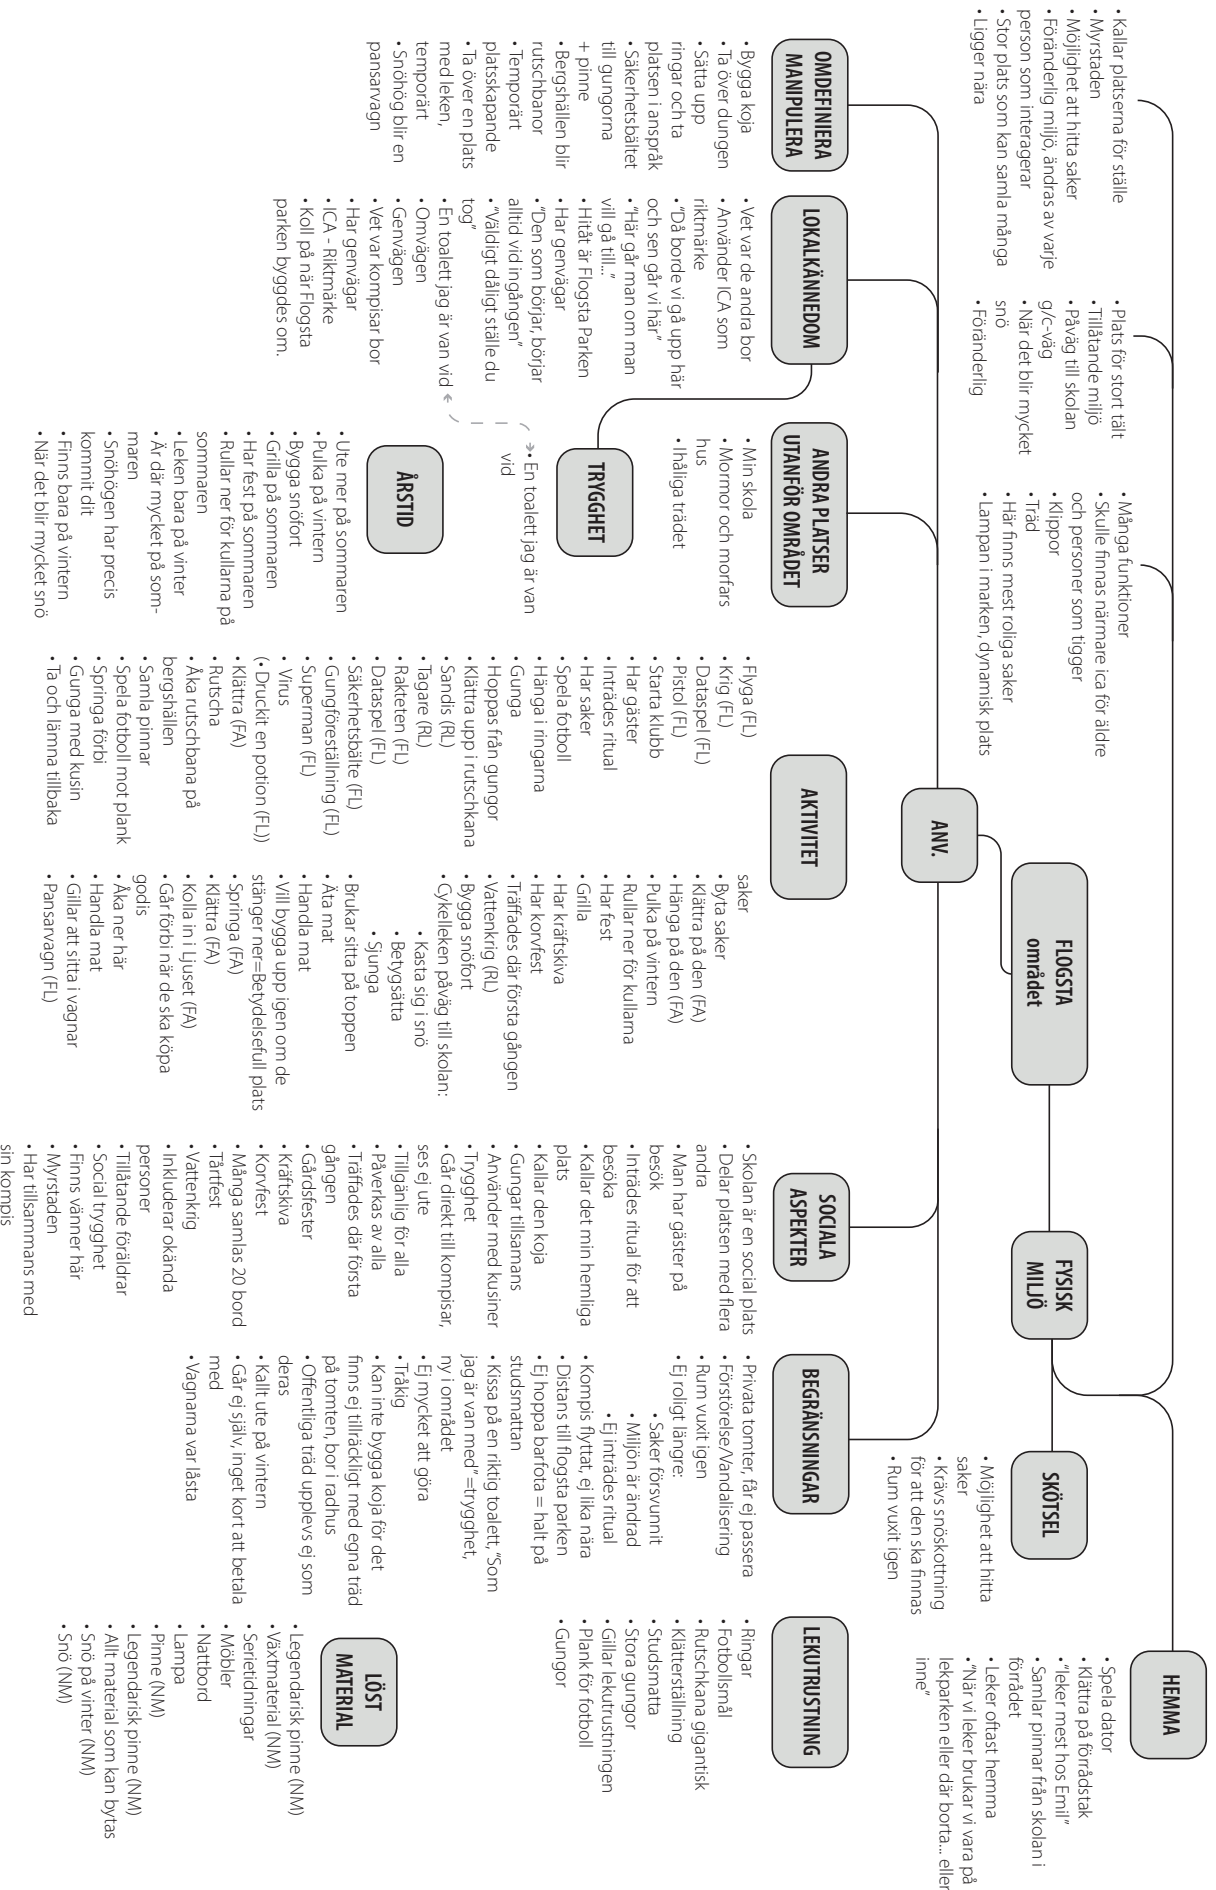 FLOGSTA
området
HEMMA
• Spela dator
• Klättra på förrådstak
• "leker mest hos Emil"
• Samlar pinnar från skolan i
förrådet
• Leker oftast hemma
• "När vi leker brukar vi vara på
lekparken eller där borta... eller
inne"
FYSISK
MILJÖ
SKÖTSEL
• Möjlighet att hitta
saker
• Krävs snöskottning
för att den ska finnas
• Rum vuxit igen
• Kallar platserna för ställe
• Myrstaden
• Möjlighet att hitta saker
• Föränderlig miljö, ändras av varje
person som interagerar
• Stor plats som kan samla många
• Ligger nära
• Plats för stort tält
• Tillåtande miljö
• Påväg till skolan
g/c-väg
• När det blir mycket
snö
• Föränderlig
• Många funktioner
• Skulle finnas närmare ica för äldre
och personer som tigger
• Klippor
• Träd
• Här finns mest roliga saker
• Lampan i marken, dynamisk plats
ANV.
OMDEFINIERA
MANIPULERA
• Bygga koja
• Ta över dungen
• Sätta upp
ringar och ta
platsen i anspråk
• Säkerhetsbältet
till gungorna
+ pinne
• Bergshällen blir
rutschbanor
• Temporärt
platsskapande
• Ta över en plats
med leken,
temporärt
• Snöhög blir en
pansarvagn
LOKALKÄNNEDOM
• Vet var de andra bor
• Använder ICA som
riktmärke
• "Då borde vi gå upp här
och sen går vi här"
• "Här går man om man
vill gå till..."
• Hitåt är Flogsta Parken
• Har genvägar
• "Den som börjar, börjar
alltid vid ingången"
• "Väldigt dåligt ställe du
tog"
• En toalett jag är van vid
• Omvägen
• Genvägen
• Vet var kompisar bor
• Har genvägar
• ICA - Riktmärke
• Koll på när Flogsta
parken byggdes om.
ANDRA PLATSER
UTANFÖR OMRÅDET
• Min skola
• Mormor och morfars
hus
• Ihåliga trädet
TRYGGHET
• En toalett jag är van
vid
ÅRSTID
• Ute mer på sommaren
• Pulka på vintern
• Bygga snöfort
• Grilla på sommaren
• Har fest på sommaren
• Rullar ner för kullarna på
sommaren
• Leken bara på vinter
• Är där mycket på som-
maren
• Snöhögen har precis
kommit dit
• Finns bara på vintern
• När det blir mycket snö
AKTIVITET
• Flyga (FL)
• Krig (FL)
• Dataspel (FL)
• Pistol (FL)
• Starta klubb
• Har gäster
• Inträdes ritual
• Har saker
• Spela fotboll
• Hänga i ringarna
• Gunga
• Hoppas från gungor
• Klättra upp i rutschkana
• Sandis (RL)
• Tagare (RL)
• Rakteten (FL)
• Dataspel (FL)
• Säkerhetsbälte (FL)
• Gungföreställning (FL)
• Superman (FL)
• Virus
(• Druckit en potion (FL))
• Klättra (FA)
• Rutscha
• Åka rutschbana på
bergshällen
• Samla pinnar
• Spela fotboll mot plank
• Springa förbi
• Gunga med kusin
• Ta och lämna tillbaka
saker
• Byta saker
• Klättra på den (FA)
• Hänga på den (FA)
• Pulka på vintern
• Rullar ner för kullarna
• Har fest
• Grilla
• Har kräftskiva
• Har korvfest
• Träffades där första gången
• Vattenkrig (RL)
• Bygga snöfort
• Cykelleken påväg till skolan:
• Kasta sig i snö
• Betygsätta
• Sjunga
• Brukar sitta på toppen
• Äta mat
• Handla mat
• Vill bygga upp igen om de
stänger ner=Betydelsefull plats
• Springa (FA)
• Klättra (FA)
• Kolla in i Ljuset (FA)
• Går förbi när de ska köpa
godis
• Åka ner här
• Handla mat
• Gillar att sitta i vagnar
• Pansarvagn (FL)
SOCIALA
ASPEKTER
• Skolan är en social plats
• Delar platsen med flera
andra
• Man har gäster på
besök
• Inträdes ritual för att
besöka
• Kallar det min hemliga
plats
• Kallar den koja
• Gungar tillsamans
• Använder med kusiner
• Trygghet
• Går direkt till kompisar,
ses ej ute
• Tillgänlig för alla
• Påverkas av alla
• Träffades där första
gången
• Gårdsfester
• Kräftskiva
• Korvfest
• Många samlas 20 bord
• Tårtfest
• Vattenkrig
• Inkluderar okända
personer
• Tillåtande föräldrar
• Social trygghet
• Finns vänner här
• Myrstaden
• Har tillsammans med
sin kompis
BEGRÄNSNINGAR
• Privata tomter, får ej passera
• Förstörelse/Vandalisering
• Rum vuxit igen
• Ej roligt längre:
• Saker försvunnit
• Miljön är ändrad
• Ej inträdes ritual
• Kompis flyttat, ej lika nära
• Distans till flogsta parken
• Ej hoppa barfota = halt på
studsmattan
• Kissa på en riktig toalett, "Som
jag är van med"=trygghet,
ny i området
• Ej mycket att göra
• Tråkig
• Kan inte bygga koja för det
finns ej tillräckligt med egna träd
på tomten, bor i radhus
• Offentliga träd upplevs ej som
deras
• Kallt ute på vintern
• Går ej själv, inget kort att betala
med
• Vagnarna var låsta
LEKUTRUSTNING
• Ringar
• Fotbollsmål
• Rutschkana gigantisk
• Klätterställning
• Studsmatta
• Stora gungor
• Gillar lekutrustningen
• Plank för fotboll
• Gungor
LÖST
MATERIAL
• Legendarisk pinne (NM)
• Växtmaterial (NM)
• Serietidningar
• Möbler
• Nattbord
• Lampa
• Pinne (NM)
• Legendarisk pinne (NM)
• Allt material som kan bytas
• Snö på vinter (NM)
• Snö (NM)